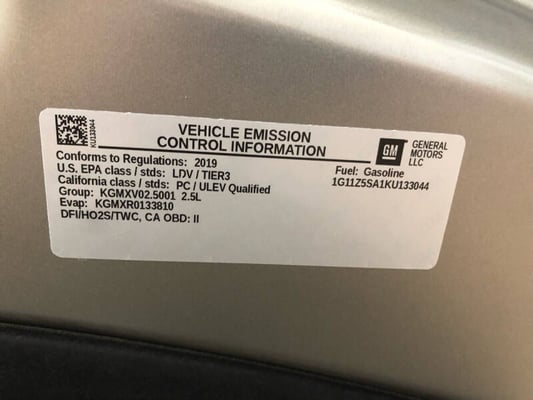 KU133044
VEHICLE EMISSION
CONTROL INFORMATION
GM
GENERAL
MOTORS
LLC
Conforms to Regulations: 2019
U.S. EPA class / stds: LDV / TIER3
California class / stds: PC / ULEV Qualified
Group: KGMXV02.5001 2.5L
Evap: KGMXR0133810
DFI/HO2S/TWC, CA OBD: II
Fuel: Gasoline
1G11Z5SA1KU133044